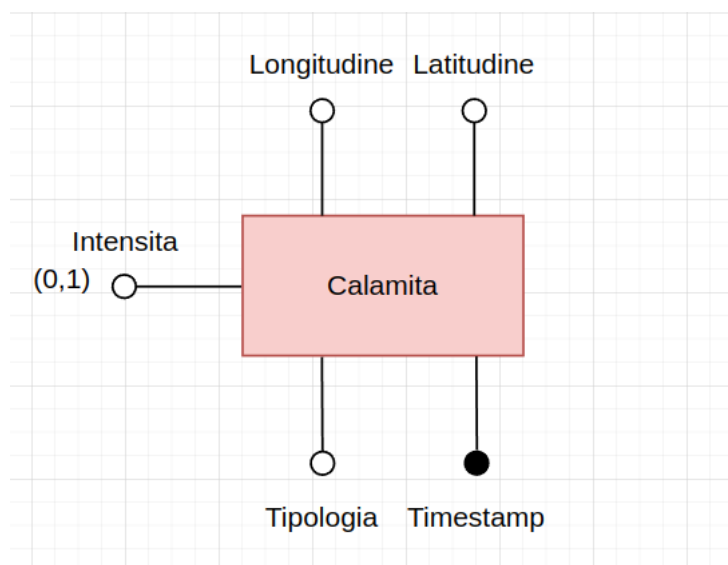 Longitudine Latitudine
Intensita
(0,1)
Calamita
Tipologia Timestamp